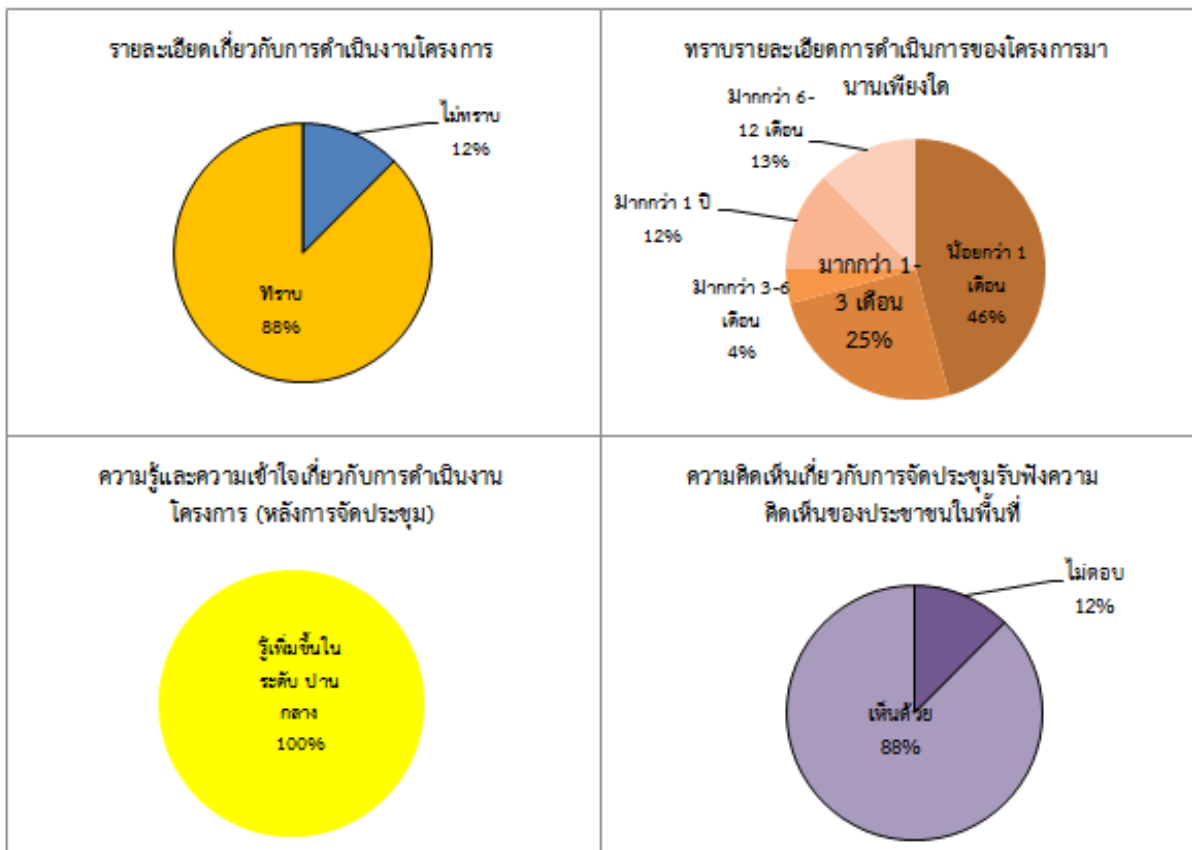 รายละเอียดเกี่ยวกับการดำเนินงานโครงการ
ไม่ทราบ
12%
ทราบ
88%
ทราบรายละเอียดการดำเนินการของโครงการมา
นานเพียงใด
มากกว่า 6-
12 เดือน
13%
มากกว่า 1 ปี
12%
มากกว่า 3-6
เดือน
4%
มากกว่า 1-
3 เดือน
25%
น้อยกว่า 1
เดือน
46%
ความรู้และความเข้าใจเกี่ยวกับการดำเนินงาน
โครงการ (หลังการจัดประชุม)
รู้เพิ่มขึ้นใน
ระดับ ปาน
กลาง
100%
ความคิดเห็นเกี่ยวกับการจัดประชุมรับฟังความ
คิดเห็นของประชาชนในพื้นที่
ไม่ตอบ
12%
เห็นด้วย
88%